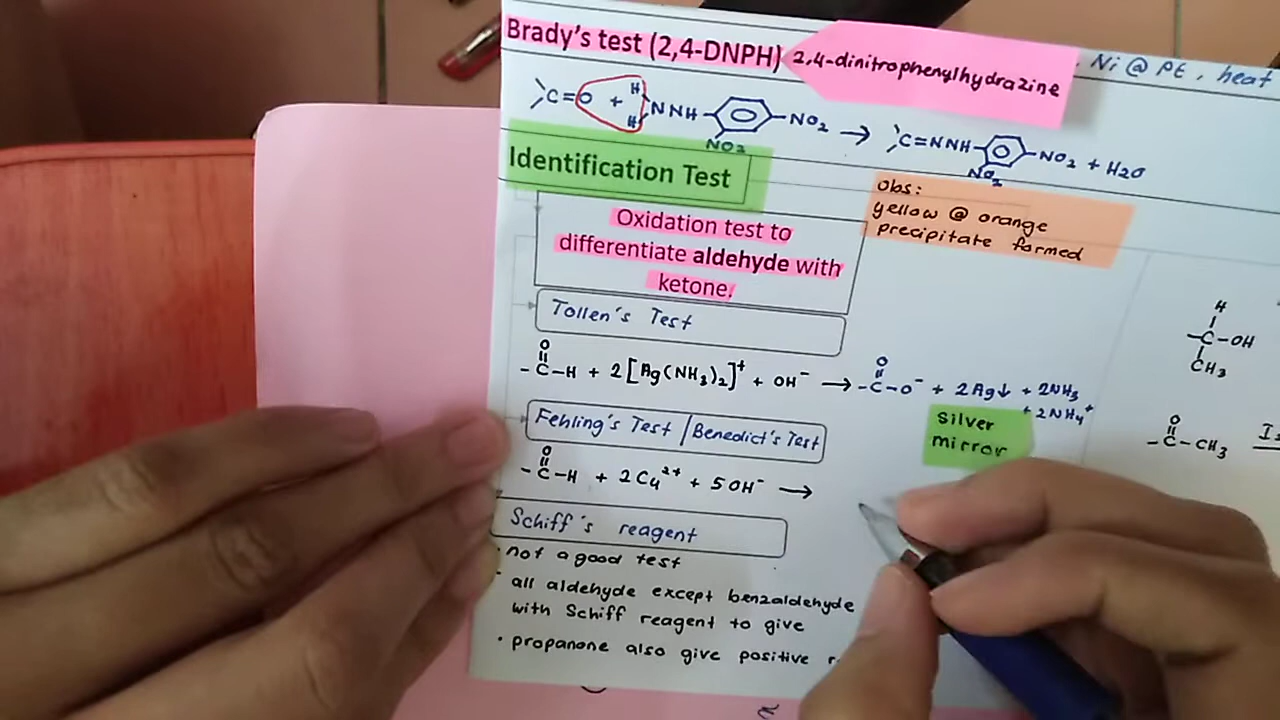 Brady's test (2,4-DNPH) 2,4-dinitrophenylhydrazine
Ni @ Pt, heat
C=O + H H NNH NO2 NO2 → C=NNH NO2 NO2 + H2O
Identification Test
Obs:
yellow @ orange
precipitate formed
Oxidation test to
differentiate aldehyde with
ketone.
Tollen's Test
O
-C-H + 2[Ag(NH3)2]+ + OH- → -C-O- + 2Ag↓ + 2NH3
+ 2NH4+
Silver
mirror
Fehling's Test / Benedict's Test
O
-C-H + 2Cu2+ + 5OH- →
Schiff's reagent
• not a good test
- all aldehyde except benzaldehyde
with Schiff reagent to give
• propanone also give positive
H
-C-OH
CH3
O
-C-CH3